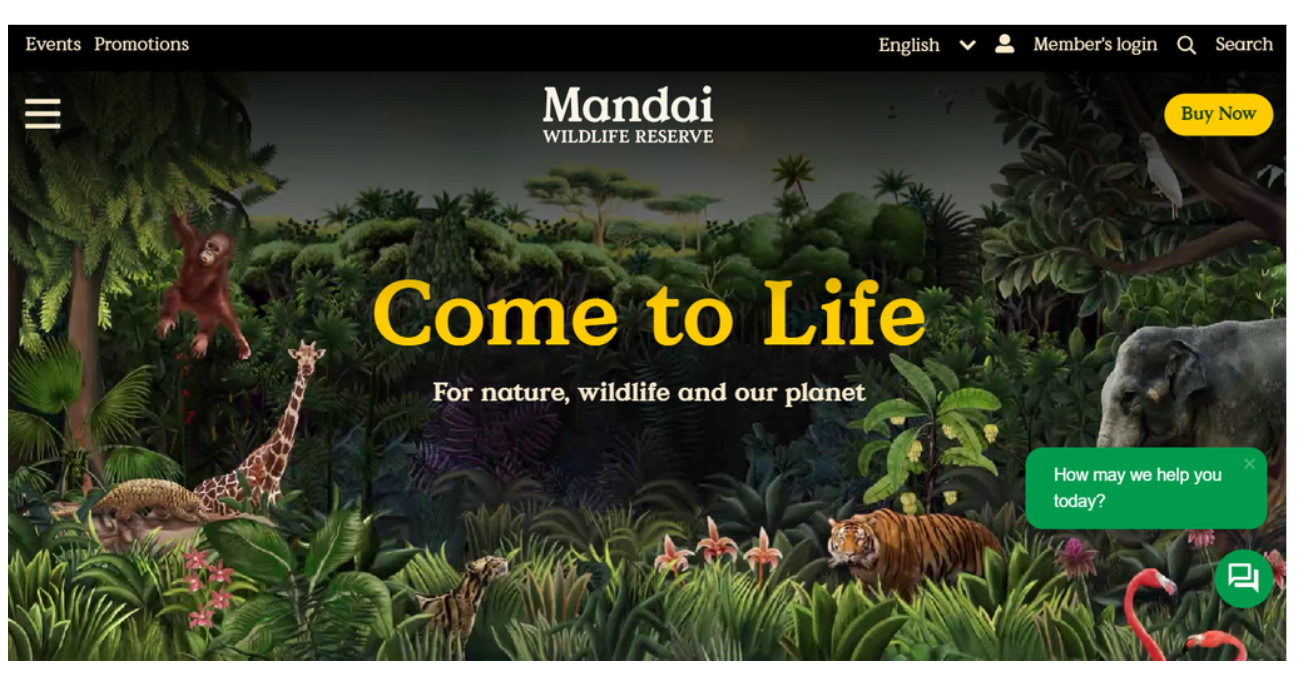 Events Promotions English Member's login Search
Mandai
WILDLIFE RESERVE
Buy Now
Come to Life
For nature, wildlife and our planet
How may we help you
today?